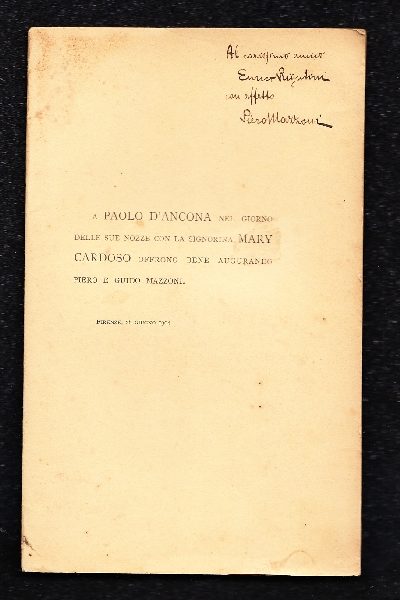 Al carissimo amico
Enrico
con affetto
Piero Mazzoni
A PAOLO D'ANCONA NEL GIORNO
DELLE SUE NOZZE CON LA SIGNORINA MARY
CARDOSO OFFRONO BENE AUGURANDO
PIERO E GUIDO MAZZONI.
FIRENZE, GIUGNO